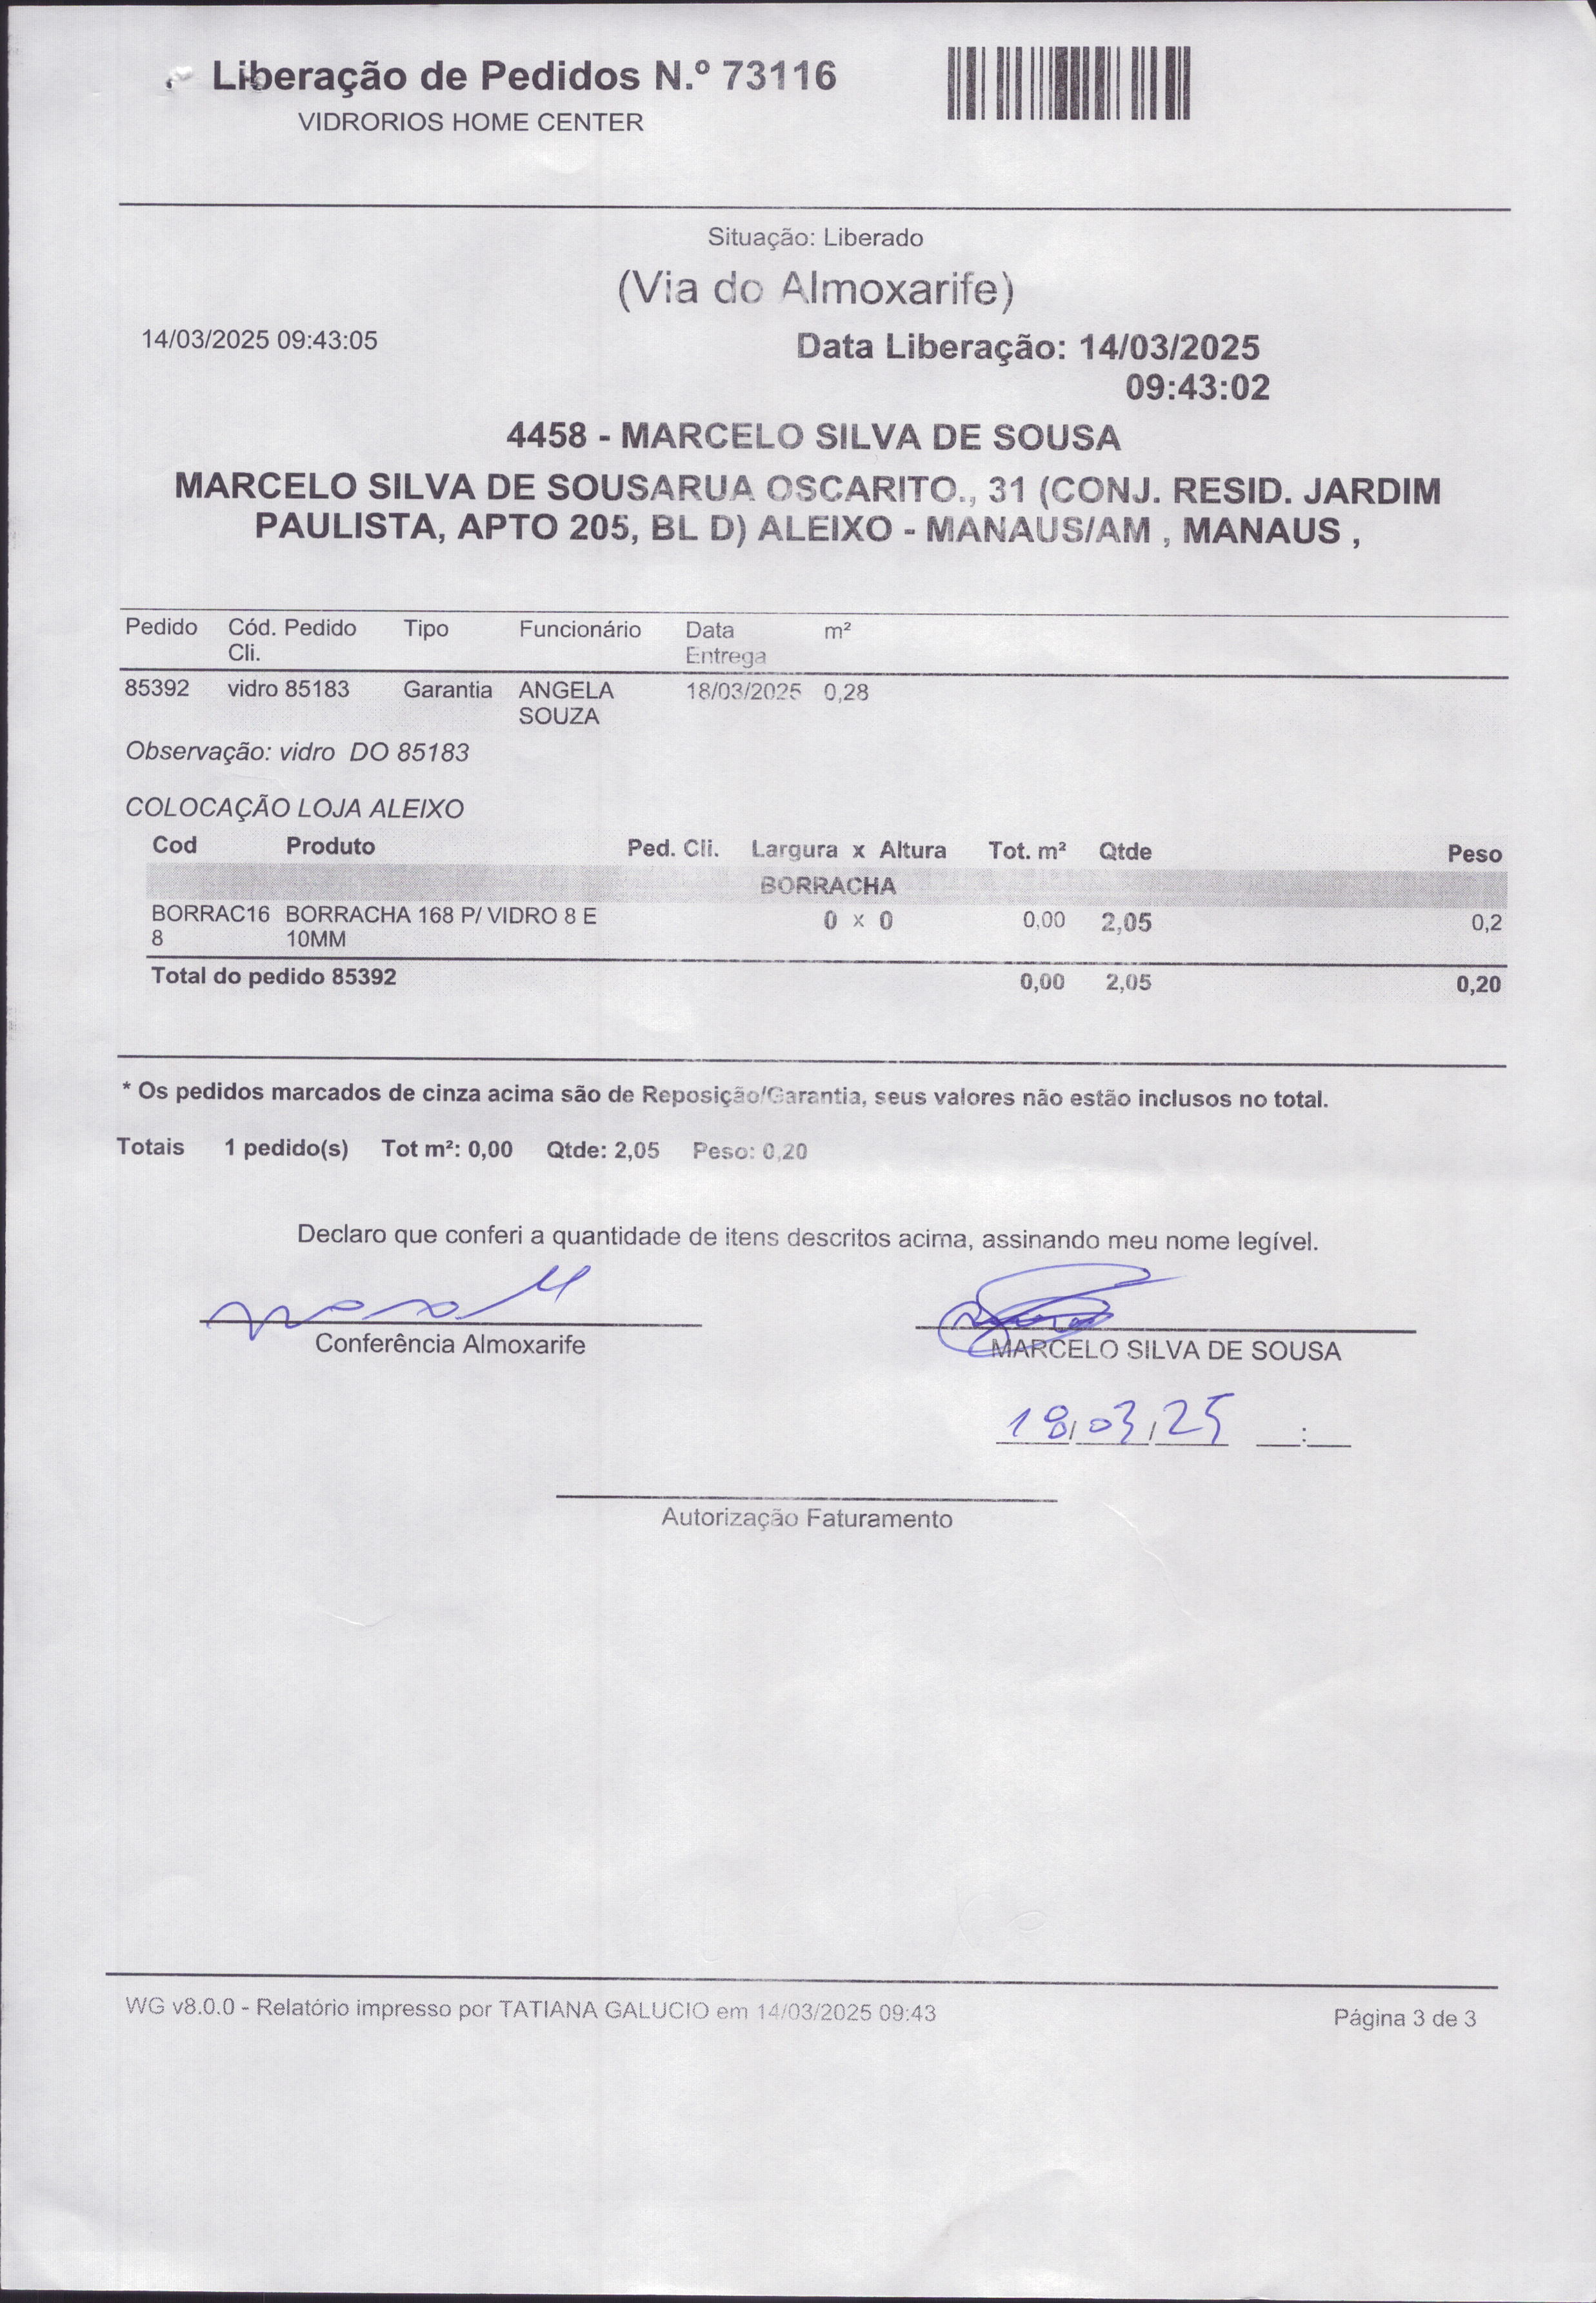 Liberação de Pedidos N.º 73116
VIDRORIOS HOME CENTER
Situação: Liberado
(Via do Almoxarife)
14/03/2025 09:43:05
Data Liberação: 14/03/2025
09:43:02
4458 - MARCELO SILVA DE SOUSA
MARCELO SILVA DE SOUSARUA OSCARITO., 31 (CONJ. RESID. JARDIM
PAULISTA, APTO 205, BL D) ALEIXO - MANAUS/AM , MANAUS ,
Pedido Cód. Pedido Tipo Funcionário Data m²
Cli. Entrega
85392 vidro 85183 Garantia ANGELA 18/03/2025 0,28
SOUZA
Observação: vidro DO 85183
COLOCAÇÃO LOJA ALEIXO
Cod Produto Ped. Cli. Largura x Altura Tot. m² Qtde Peso
BORRACHA
BORRAC16 BORRACHA 168 P/ VIDRO 8 E 0 x 0 0,00 2,05 0,2
8 10MM
Total do pedido 85392 0,00 2,05 0,20
* Os pedidos marcados de cinza acima são de Reposição/Garantia, seus valores não estão inclusos no total.
Totais 1 pedido(s) Tot m²: 0,00 Qtde: 2,05 Peso: 0,20
Declaro que conferi a quantidade de itens descritos acima, assinando meu nome legível.
Conferência Almoxarife MARCELO SILVA DE SOUSA
18/03/25 __:__
Autorização Faturamento
WG v8.0.0 - Relatório impresso por TATIANA GALUCIO em 14/03/2025 09:43 Página 3 de 3